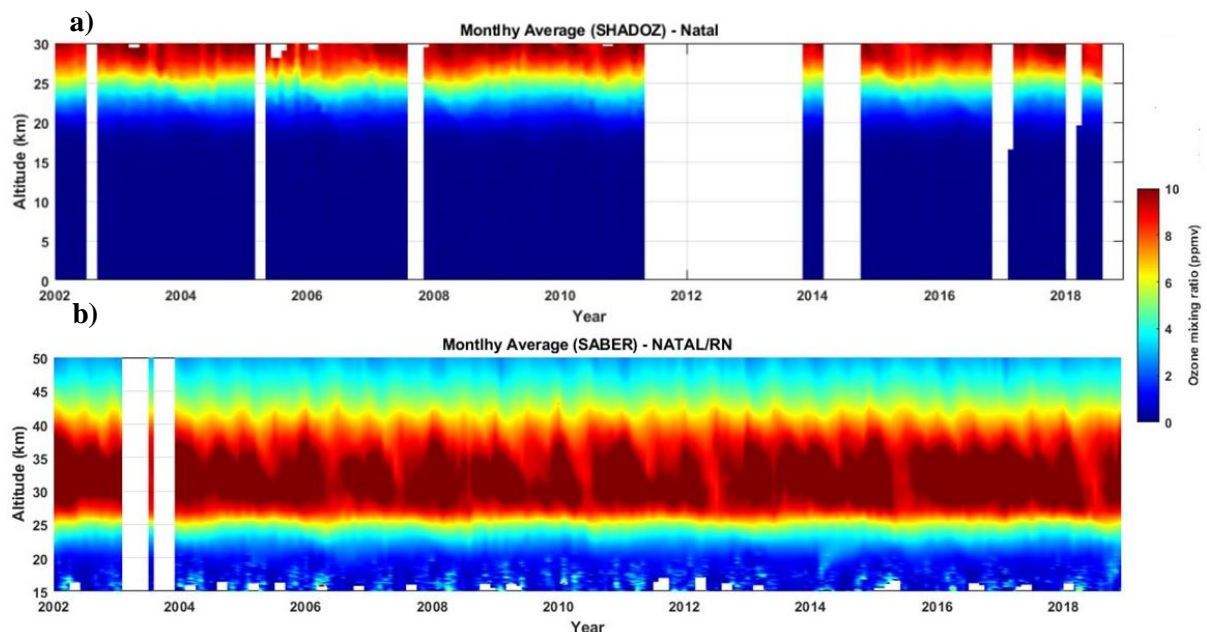 a)
Montlhy Average (SHADOZ) - Natal
Altitude (km)
30
25
20
15
10
5
0
2002 2004 2006 2008 2010 2012 2014 2016 2018
Year
b)
Montlhy Average (SABER) - NATAL/RN
Altitude (km)
50
45
40
35
30
25
20
15
2002 2004 2006 2008 2010 2012 2014 2016 2018
Year
10
8
6
4
2
0
Ozone mixing ratio (ppmv)